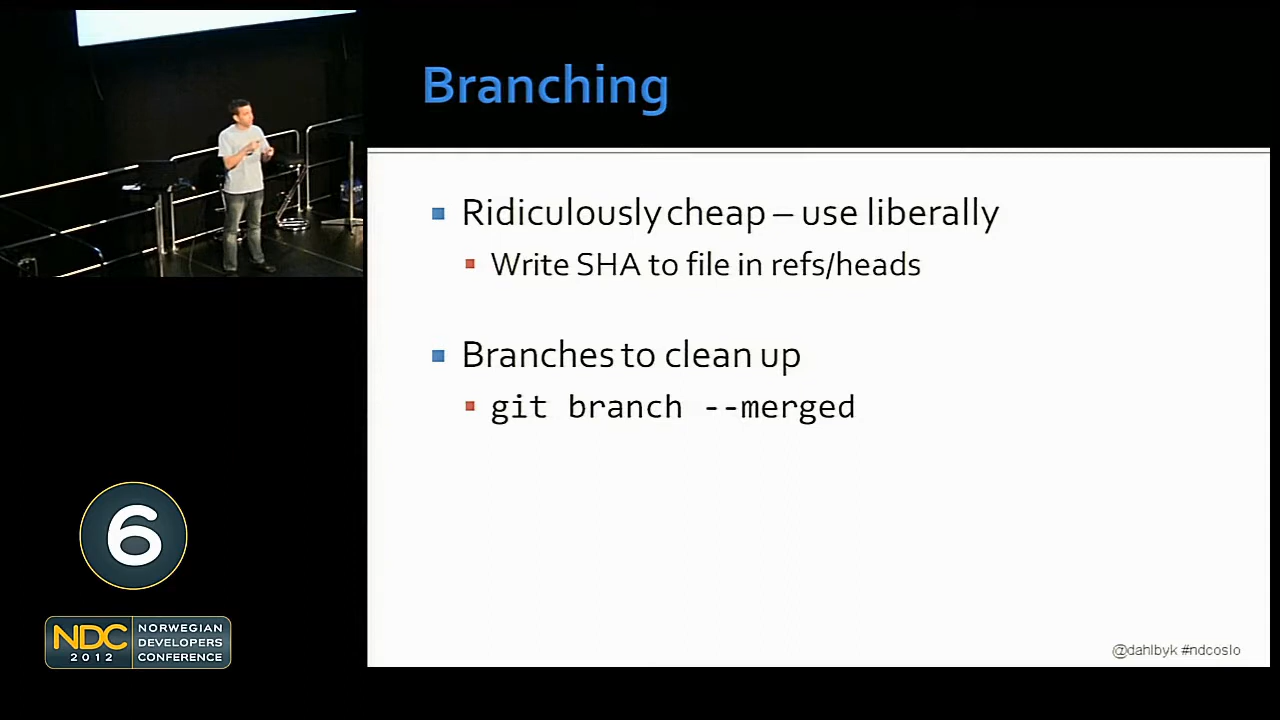 Branching
Ridiculously cheap – use liberally
Write SHA to file in refs/heads
Branches to clean up
git branch --merged
6
NDC
2012
NORWEGIAN
DEVELOPERS
CONFERENCE
@dahlbyk #ndcoslo